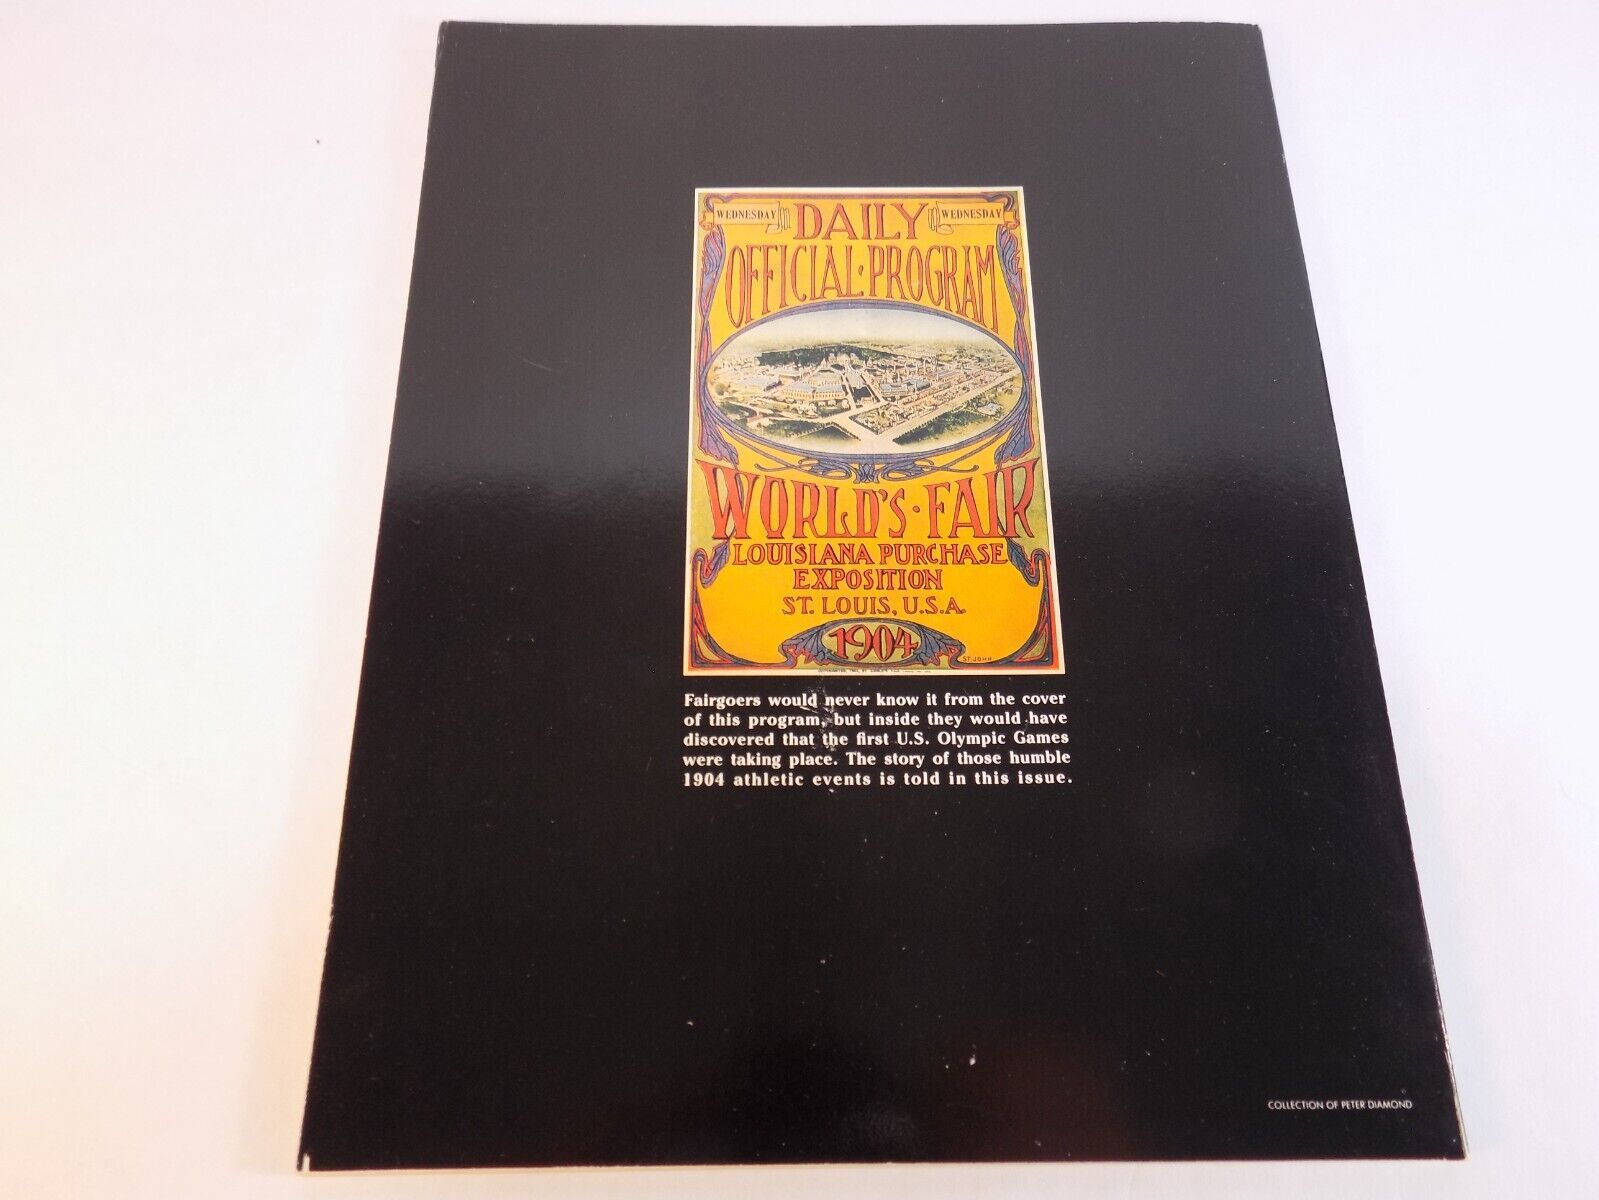 WEDNESDAY DAILY WEDNESDAY
OFFICIAL·PROGRAM
WORLD'S·FAIR
LOUISIANA PURCHASE
EXPOSITION
ST. LOUIS, U.S.A.
1904
ST. JOHN
Fairgoers would never know it from the cover
of this program, but inside they would have
discovered that the first U.S. Olympic Games
were taking place. The story of those humble
1904 athletic events is told in this issue.
COLLECTION OF PETER DIAMOND